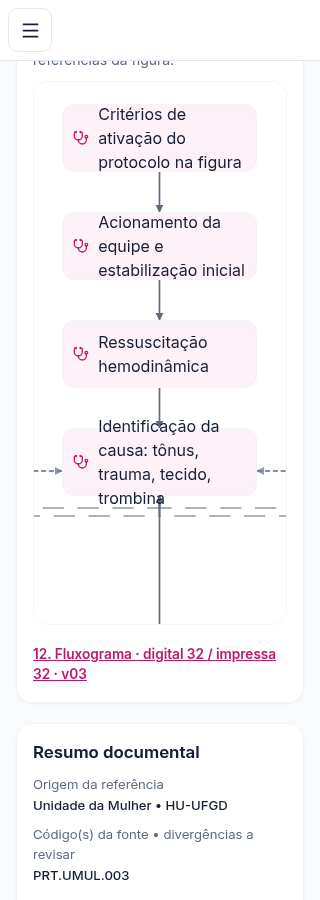 referências da figura.
Critérios de
ativação do
protocolo na figura
Acionamento da
equipe e
estabilização inicial
Ressuscitação
hemodinâmica
Identificação da
causa: tônus,
trauma, tecido,
trombina
12. Fluxograma · digital 32 / impressa
32 · v03
Resumo documental
Origem da referência
Unidade da Mulher • HU-UFGD
Código(s) da fonte • divergências a
revisar
PRT.UMUL.003